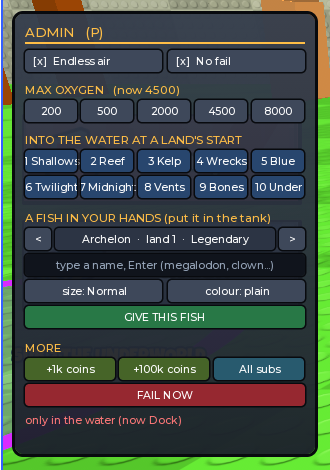 ADMIN (P)
[x] Endless air [x] No fail
MAX OXYGEN (now 4500)
200 500 2000 4500 8000
INTO THE WATER AT A LAND'S START
1 Shallows 2 Reef 3 Kelp 4 Wrecks 5 Blue
6 Twilight 7 Midnight 8 Vents 9 Bones 10 Under
A FISH IN YOUR HANDS (put it in the tank)
< Archelon · land 1 · Legendary >
type a name, Enter (megalodon, clown...)
size: Normal colour: plain
GIVE THIS FISH
MORE
+1k coins +100k coins All subs
FAIL NOW
only in the water (now Dock)